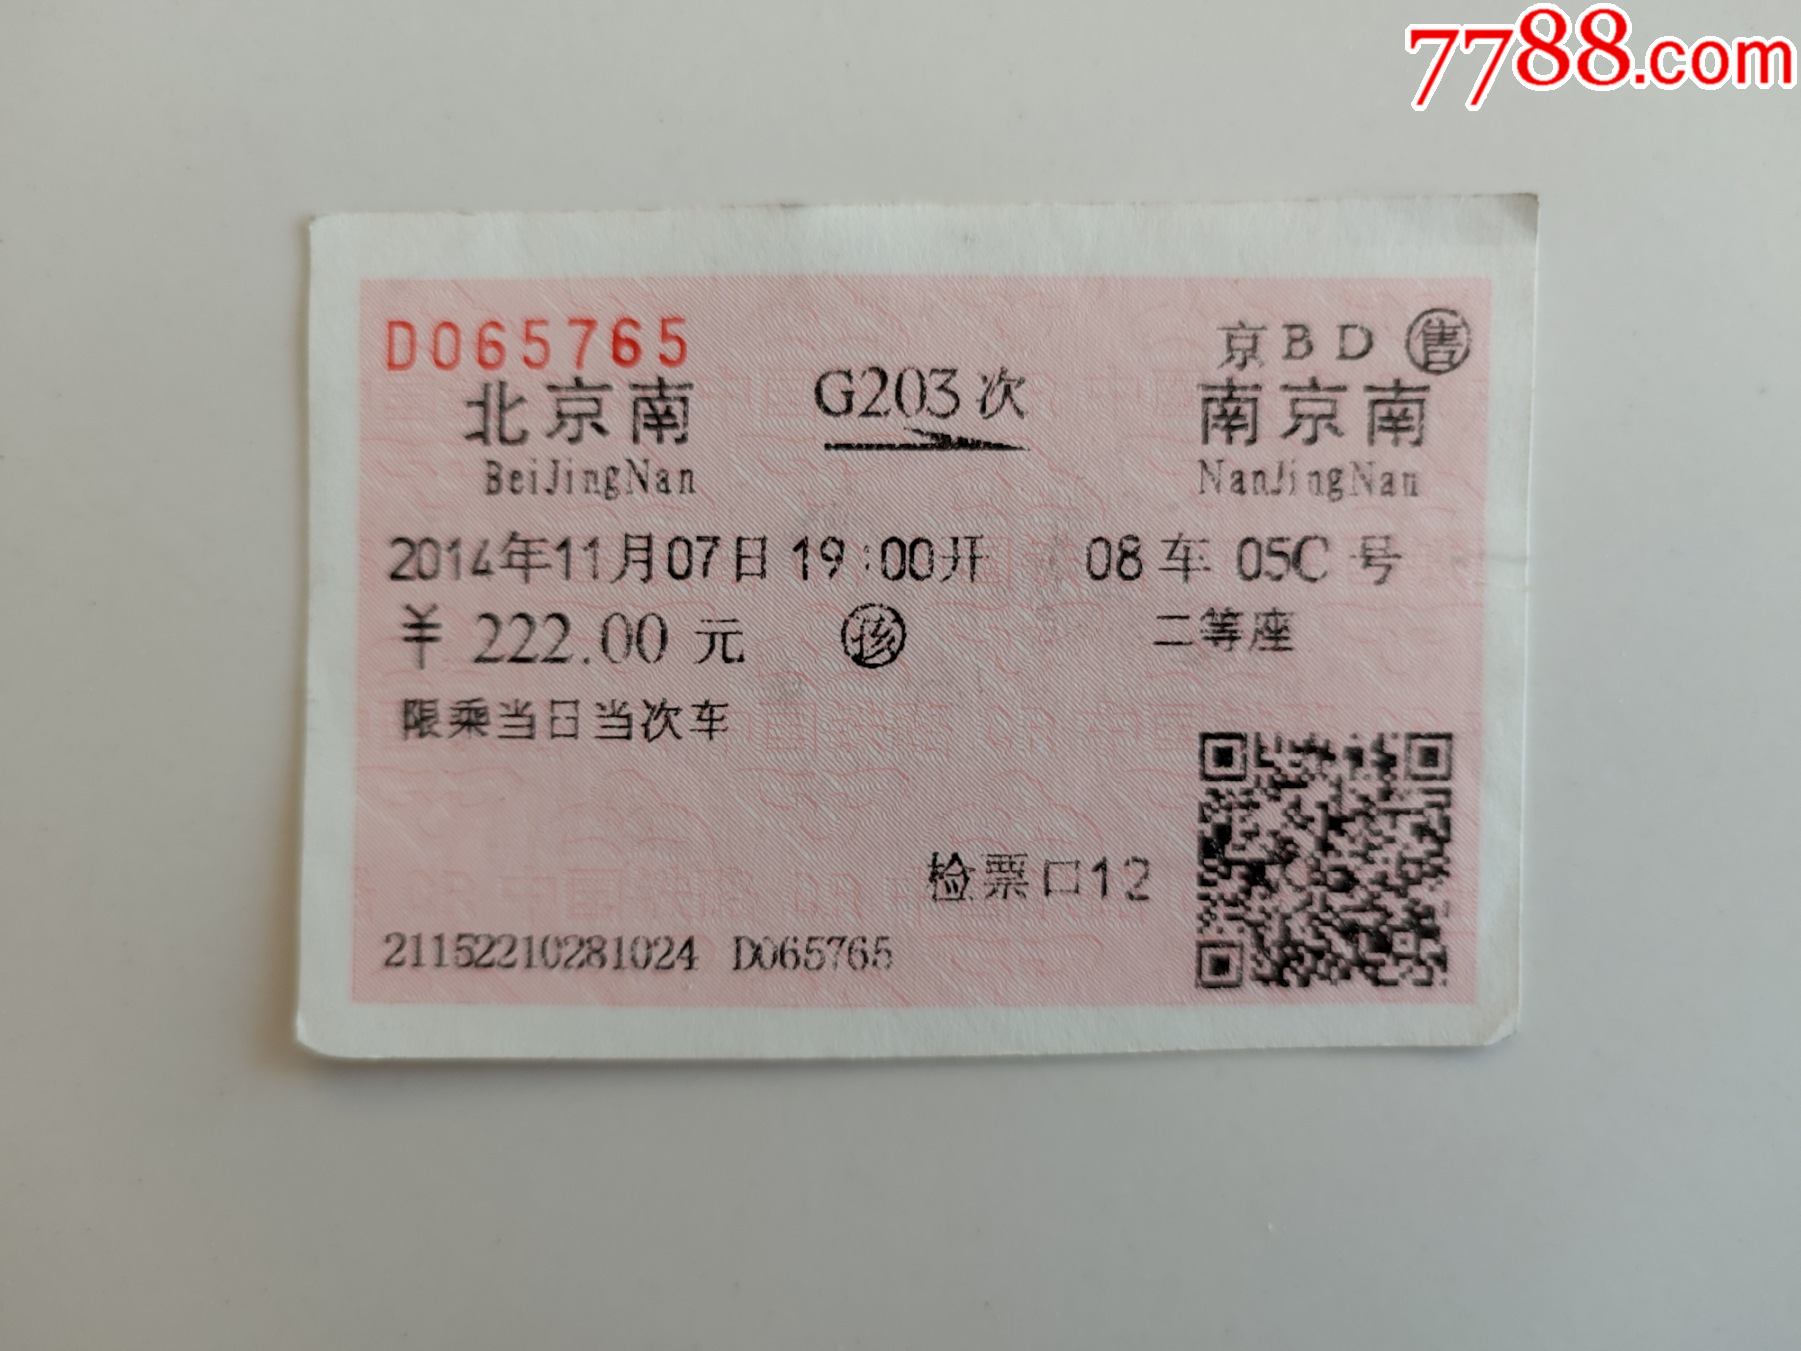 7788.com
D065765
京BD 售
北京南 G203次 南京南
BeiJingNan NanJingNan
2014年11月07日 19:00开 08车 05C号
¥222.00元 孩 二等座
限乘当日当次车
检票口12
21152210281024 D065765